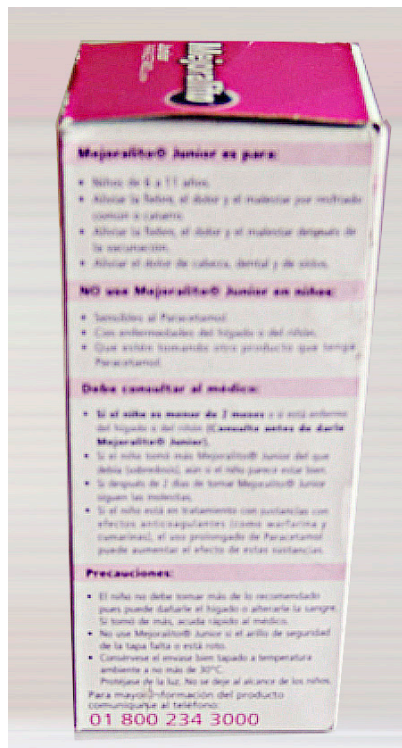 Mejoralito
Junior
Mejoralito® Junior es para:
• Niños de 6 a 11 años.
• Aliviar la fiebre, el dolor y el malestar por resfriado
común o catarro.
• Aliviar la fiebre, el dolor y el malestar después de
la vacunación.
• Aliviar el dolor de cabeza, dental y de oídos.
NO use Mejoralito® Junior en niños:
• Sensibles al Paracetamol
• Con enfermedades del hígado o del riñón.
• Que estén tomando otro producto que tenga
Paracetamol.
Debe consultar al médico:
• Si el niño es menor de 2 meses o si está enfermo
del hígado o del riñón (Consulte antes de darle
Mejoralito® Junior).
• Si el niño tomó más Mejoralito® Junior del que
debía (sobredosis), aún si el niño parece estar bien.
• Si después de 2 días de tomar Mejoralito® Junior
siguen las molestias.
• Si el niño está en tratamiento con sustancias con
efectos anticoagulantes (como warfarina y
cumarinas), el uso prolongado de Paracetamol
puede aumentar el efecto de estas sustancias.
Precauciones:
• El niño no debe tomar más de lo recomendado
pues puede dañarle el hígado o alterarle la sangre.
Si tomó de más, acuda rápido al médico.
• No use Mejoralito® Junior si el anillo de seguridad
de la tapa falta o está roto.
• Consérvese el envase bien tapado a temperatura
ambiente a no más de 30°C.
Protéjase de la luz. No se deje al alcance de los niños.
Para mayor información del producto
comuníquese al teléfono:
01 800 234 3000